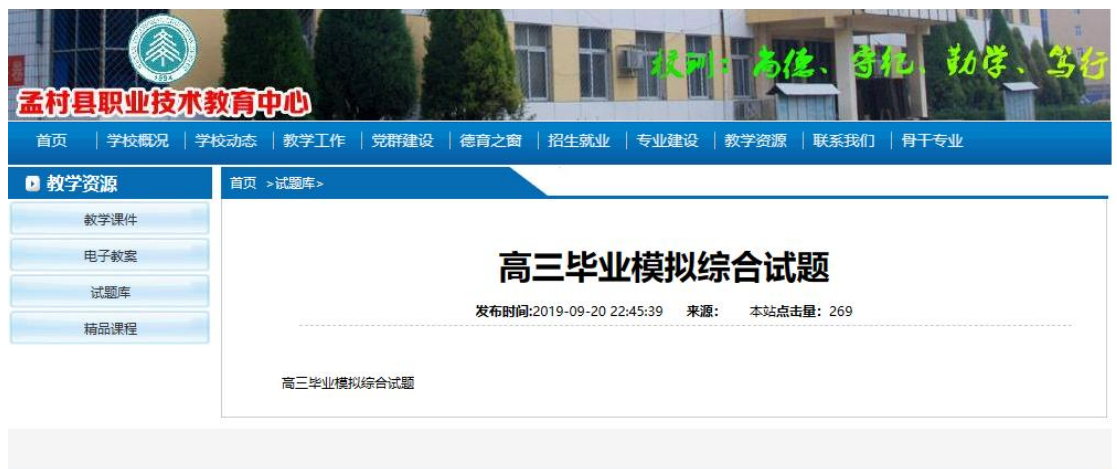 1994
孟村县职业技术教育中心
校训：尚德、守纪、勤学、笃行
首页 学校概况 学校动态 教学工作 党群建设 德育之窗 招生就业 专业建设 教学资源 联系我们 骨干专业
教学资源
教学课件
电子教案
试题库
精品课程
首页 >试题库>
高三毕业模拟综合试题
发布时间:2019-09-20 22:45:39 来源： 本站点击量：269
高三毕业模拟综合试题